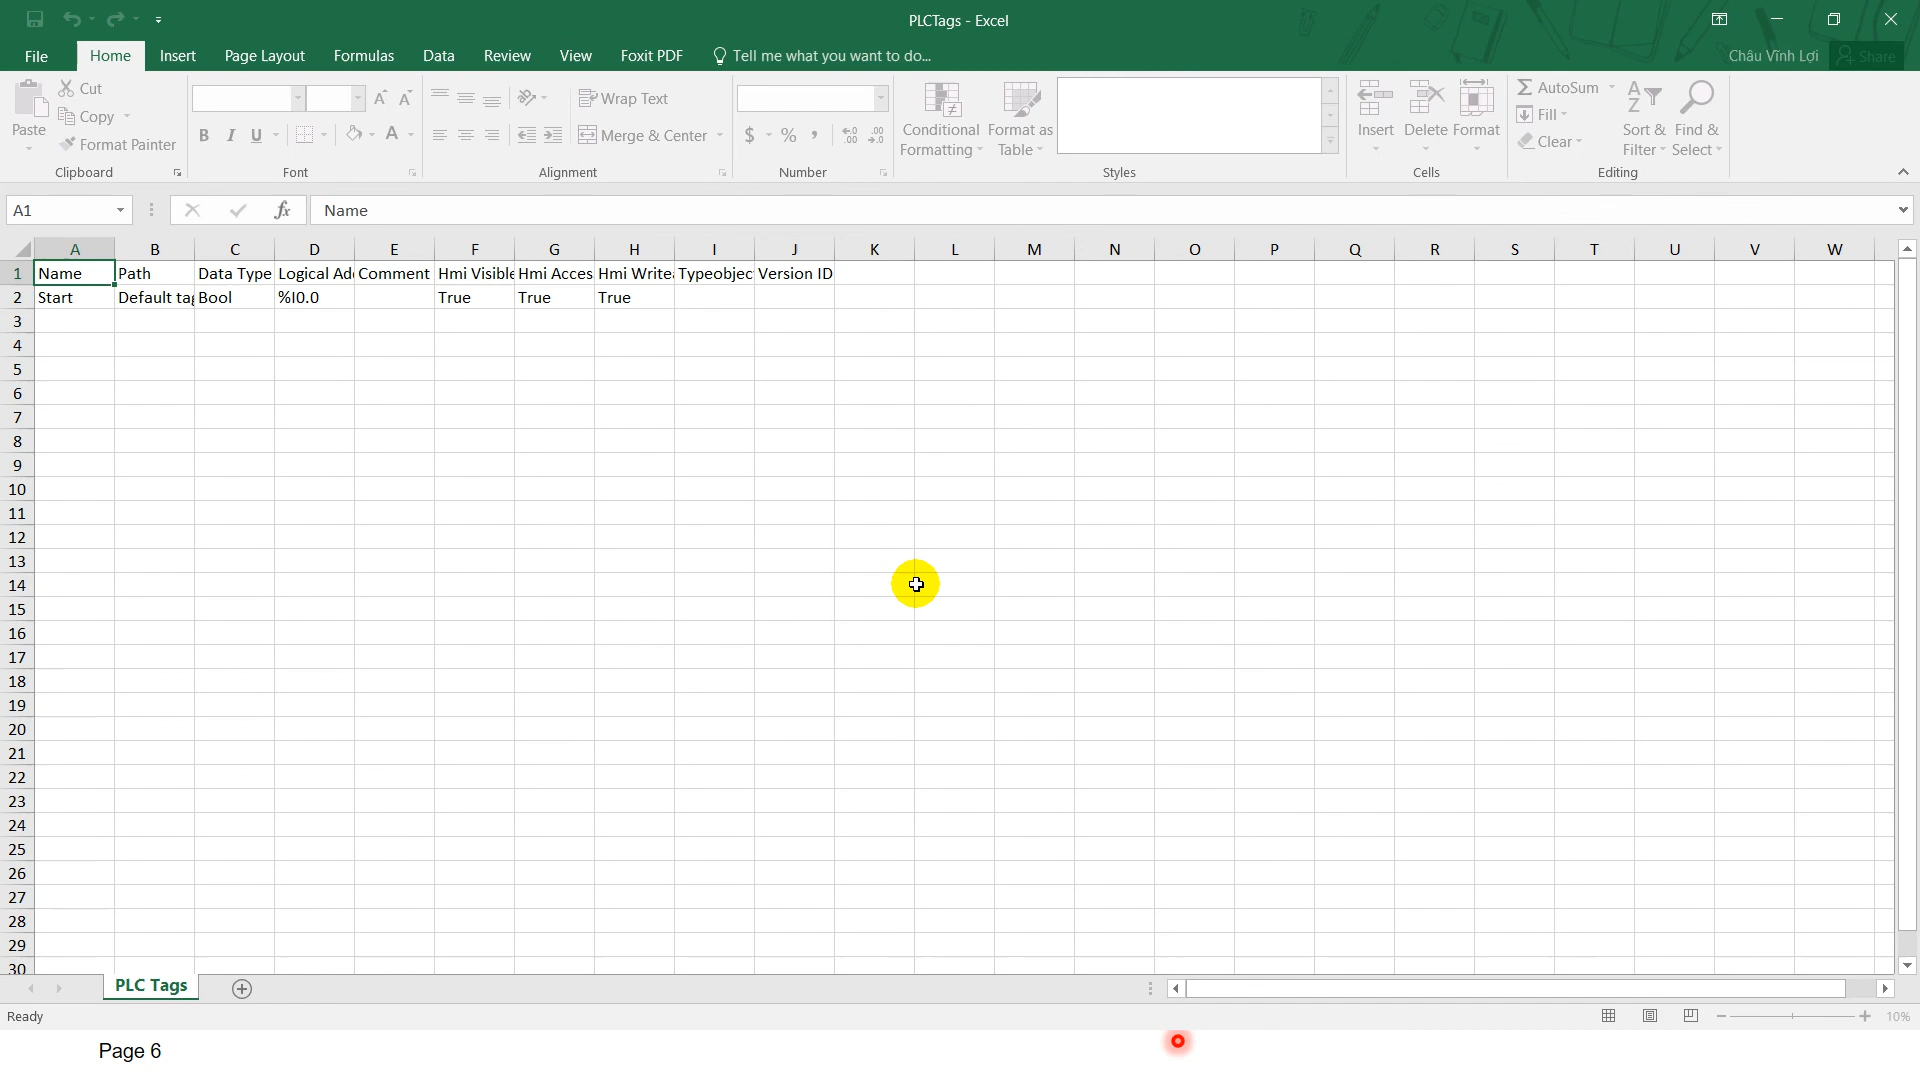 PLCTags - Excel
File Home Insert Page Layout Formulas Data Review View Foxit PDF Tell me what you want to do... Châu Vĩnh Lợi Share
Paste
Cut
Copy
Format Painter
Clipboard
B I U
Font
Wrap Text
Merge & Center
Alignment
$ % ,
Number
Conditional Formatting
Format as Table
Styles
Insert Delete Format
Cells
AutoSum
Fill
Clear
Sort & Filter
Find & Select
Editing
A1 fx Name
A B C D E F G H I J K L M N O P Q R S T U V W
1 Name Path Data Type Logical Ad Comment Hmi Visible Hmi Acces Hmi Write Typeobjec Version ID
2 Start Default ta Bool %I0.0 True True True
3
4
5
6
7
8
9
10
11
12
13
14
15
16
17
18
19
20
21
22
23
24
25
26
27
28
29
30
PLC Tags
Ready 10%
Page 6